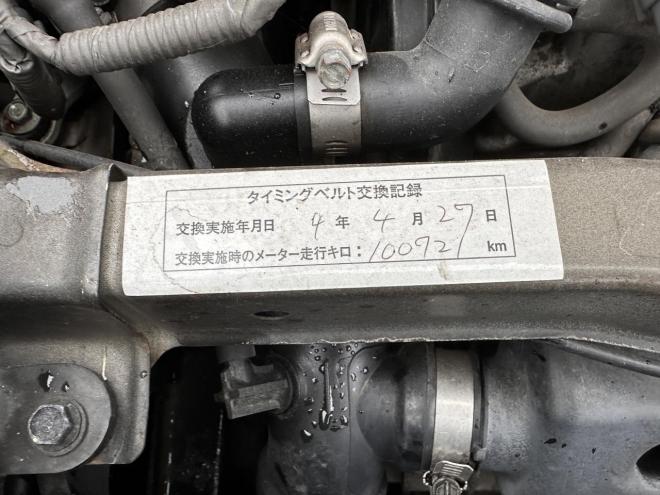 タイミングベルト交換記録
交換実施年月日 4 年 4 月 27 日
交換実施時のメーター走行キロ：100927 km